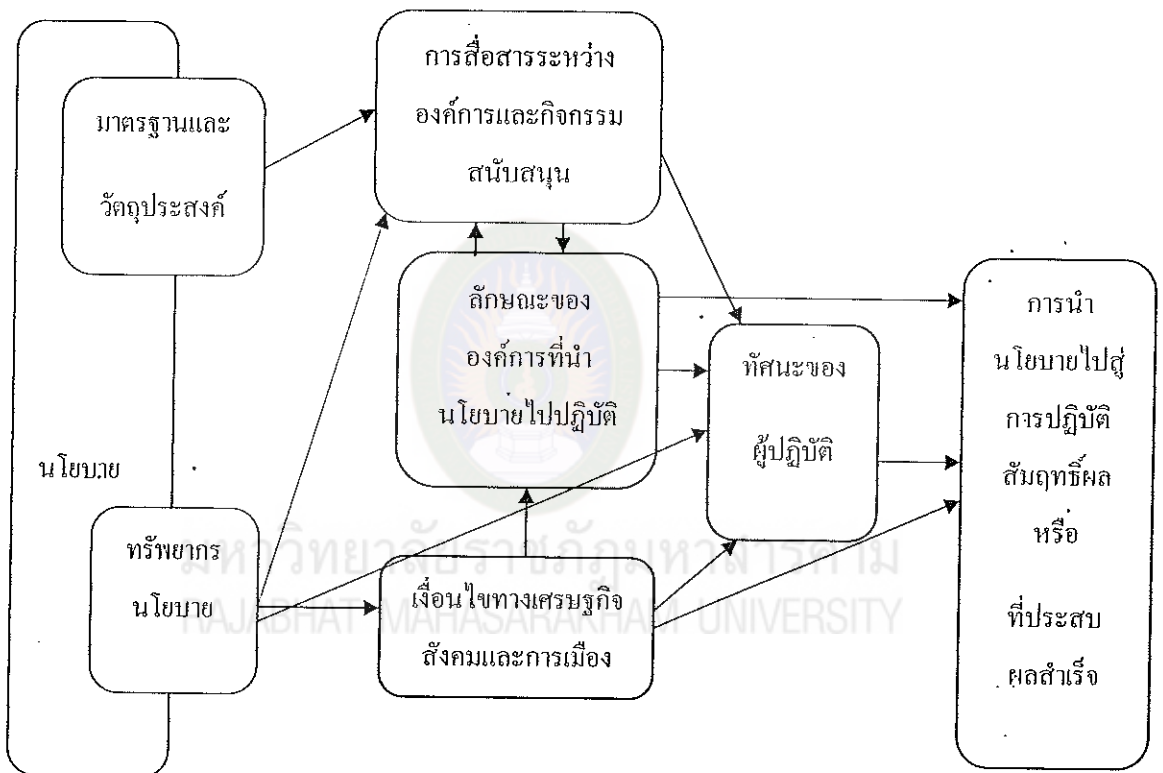 นโยบาย
มาตรฐานและ
วัตถุประสงค์
ทรัพยากร
นโยบาย
การสื่อสารระหว่าง
องค์การและกิจกรรม
สนับสนุน
ลักษณะของ
องค์การที่นำ
นโยบายไปปฏิบัติ
เงื่อนไขทางเศรษฐกิจ
สังคมและการเมือง
ทัศนะของ
ผู้ปฏิบัติ
การนำ
นโยบายไปสู่
การปฏิบัติ
สัมฤทธิ์ผล
หรือ
ที่ประสบ
ผลสำเร็จ
มหาวิทยาลัยราชภัฏมหาสารคาม
RAJABHAT MAHASARAKHAM UNIVERSITY